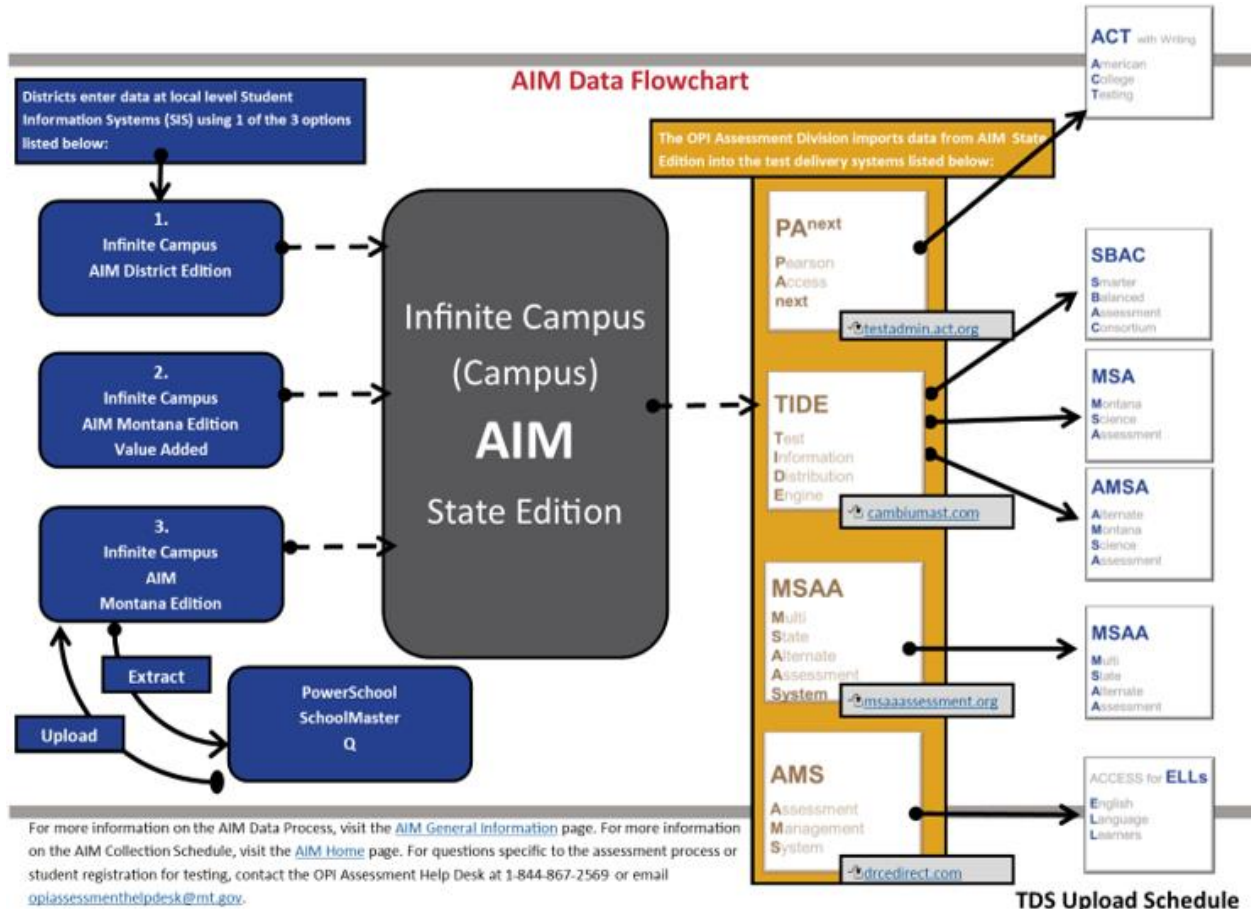 AIM Data Flowchart
Districts enter data at local level Student
Information Systems (SIS) using 1 of the 3 options
listed below:
1.
Infinite Campus
AIM District Edition
2.
Infinite Campus
AIM Montana Edition
Value Added
3.
Infinite Campus
AIM
Montana Edition
Extract
Upload
PowerSchool
SchoolMaster
Q
Infinite Campus
(Campus)
AIM
State Edition
The OPI Assessment Division imports data from AIM State
Edition into the test delivery systems listed below:
PAnext
Pearson
Access
next
testadmin.act.org
TIDE
Test
Information
Distribution
Engine
cambiumast.com
MSAA
Multi
State
Alternate
Assessment
System
msaaassessment.org
AMS
Assessment
Management
System
drcedirect.com
ACT with Writing
American
College
Testing
SBAC
Smarter
Balanced
Assessment
Consortium
MSA
Montana
Science
Assessment
AMSA
Alternate
Montana
Science
Assessment
MSAA
Multi
State
Alternate
Assessment
ACCESS for ELLs
English
Language
Learners
For more information on the AIM Data Process, visit the AIM General Information page. For more information
on the AIM Collection Schedule, visit the AIM Home page. For questions specific to the assessment process or
student registration for testing, contact the OPI Assessment Help Desk at 1-844-867-2569 or email
opiassessmenthelpdesk@mt.gov.
TDS Upload Schedule